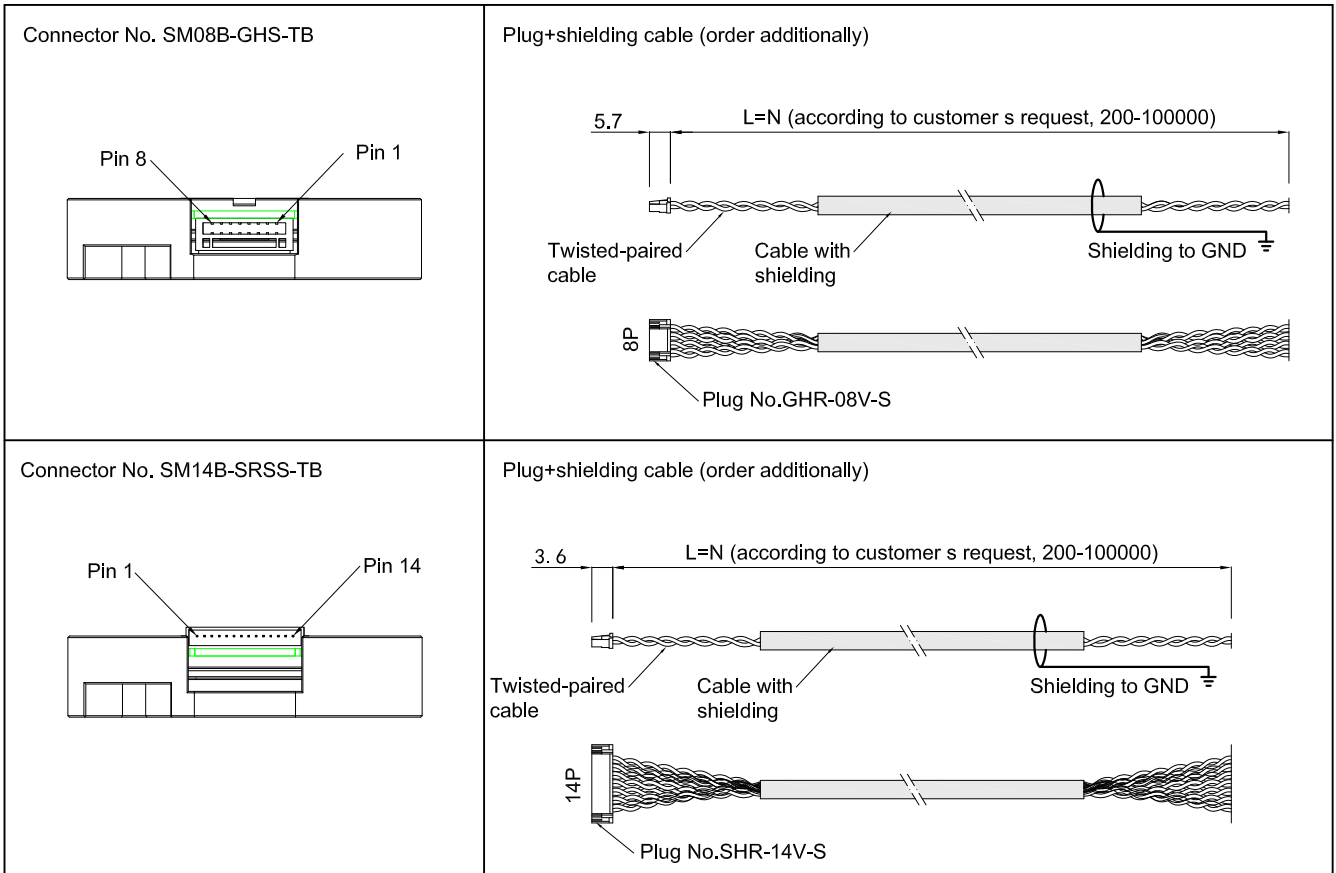 Connector No. SM08B-GHS-TB
Pin 8
Pin 1
Plug+shielding cable (order additionally)
5.7
L=N (according to customer s request, 200-100000)
Twisted-paired
cable
Cable with
shielding
Shielding to GND
8P
Plug No.GHR-08V-S
Connector No. SM14B-SRSS-TB
Pin 1
Pin 14
Plug+shielding cable (order additionally)
3. 6
L=N (according to customer s request, 200-100000)
Twisted-paired
cable
Cable with
shielding
Shielding to GND
14P
Plug No.SHR-14V-S